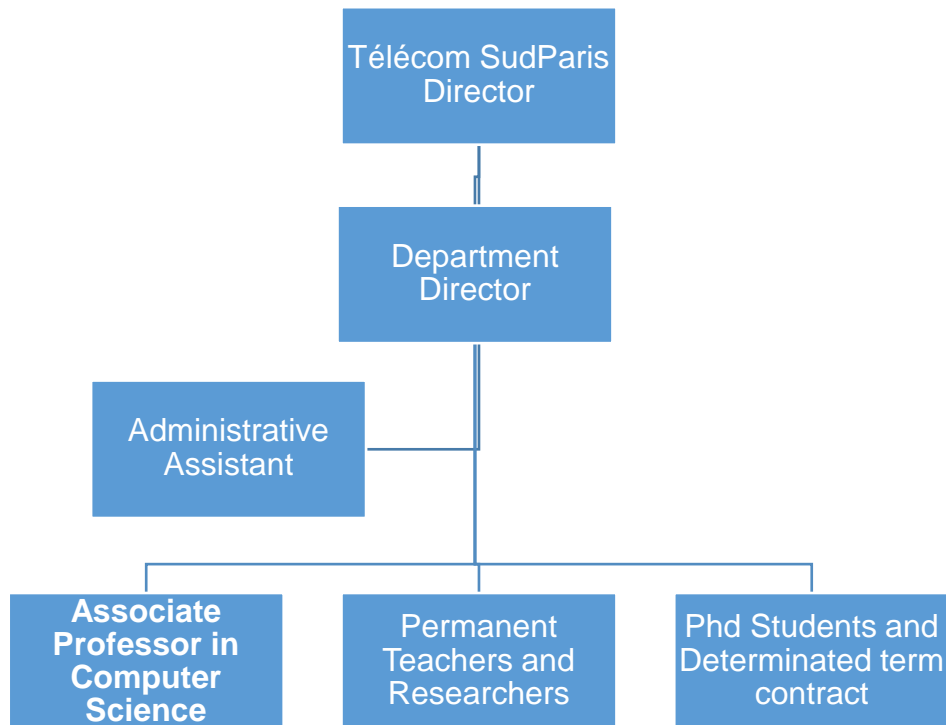 Télécom SudParis
Director
Department
Director
Administrative
Assistant
Associate
Professor in
Computer
Science
Permanent
Teachers and
Researchers
Phd Students and
Determinated term
contract